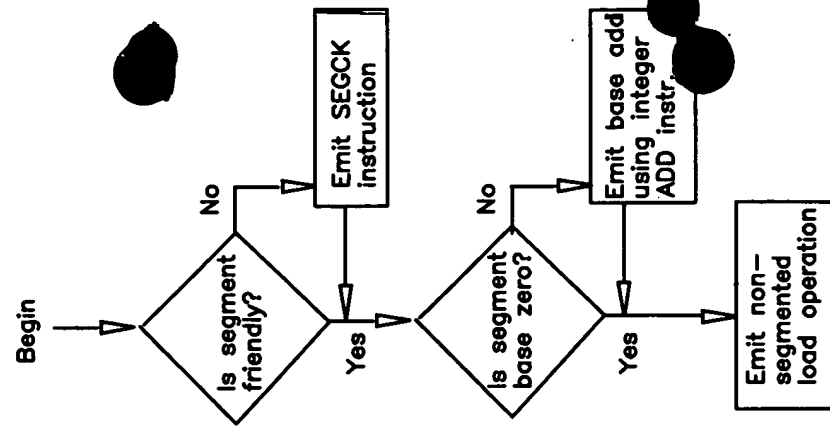 Begin
Is segment
friendly?
No
Emit SEGCK
instruction
Yes
Is segment
base zero?
No
Emit base add
using integer
ADD instr.
Yes
Emit non-
segmented
load operation